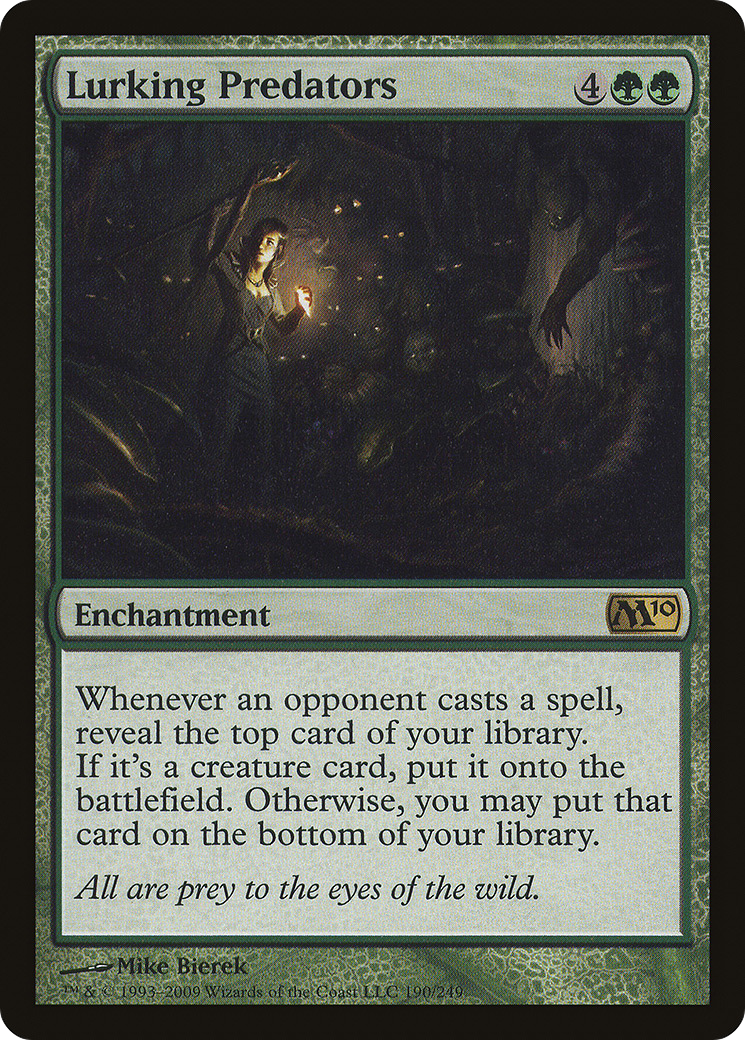 Lurking Predators 4
Enchantment M10
Whenever an opponent casts a spell,
reveal the top card of your library.
If it's a creature card, put it onto the
battlefield. Otherwise, you may put that
card on the bottom of your library.
All are prey to the eyes of the wild.
Mike Bierek
™ & © 1993–2009 Wizards of the Coast LLC 190/249